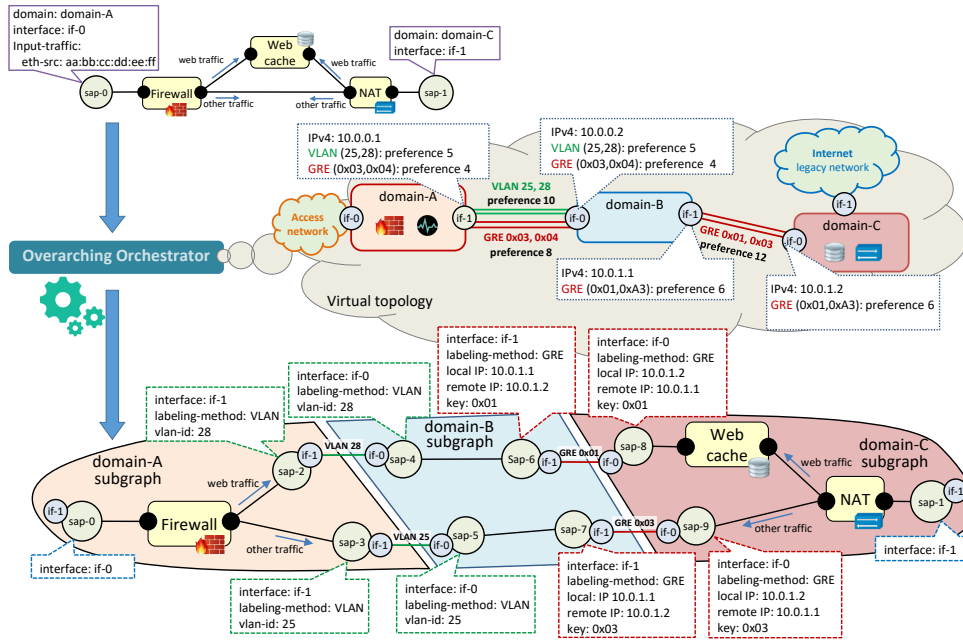 domain: domain-A
interface: if-0
Input-traffic:
eth-src: aa:bb:cc:dd:ee:ff
domain: domain-C
interface: if-1
Web
cache
web traffic
web traffic
sap-0
Firewall
NAT
sap-1
other traffic
other traffic
IPv4: 10.0.0.1
VLAN (25,28): preference 5
GRE (0x03,0x04): preference 4
IPv4: 10.0.0.2
VLAN (25,28): preference 5
GRE (0x03,0x04): preference 4
Internet
legacy network
VLAN 25, 28
preference 10
Access
network
if-0
domain-A
if-1
if-0
domain-B
if-1
if-1
domain-C
if-0
GRE 0x03, 0x04
preference 8
GRE 0x01, 0x03
preference 12
Overarching Orchestrator
IPv4: 10.0.1.1
GRE (0x01,0xA3): preference 6
IPv4: 10.0.1.2
GRE (0x01,0xA3): preference 6
Virtual topology
interface: if-1
labeling-method: VLAN
vlan-id: 28
interface: if-0
labeling-method: VLAN
vlan-id: 28
interface: if-1
labeling-method: GRE
local IP: 10.0.1.1
remote IP: 10.0.1.2
key: 0x01
interface: if-0
labeling-method: GRE
local IP: 10.0.1.2
remote IP: 10.0.1.1
key: 0x01
domain-A
subgraph
domain-B
subgraph
domain-C
subgraph
sap-2
if-1
VLAN 28
if-0
sap-4
Sap-6
if-1
GRE 0x01
if-0
sap-8
Web
cache
web traffic
web traffic
if-1
sap-0
Firewall
other traffic
sap-3
if-1
VLAN 25
if-0
sap-5
sap-7
if-1
GRE 0x03
if-0
sap-9
other traffic
NAT
sap-1
if-1
interface: if-0
interface: if-1
interface: if-1
labeling-method: VLAN
vlan-id: 25
interface: if-0
labeling-method: VLAN
vlan-id: 25
interface: if-1
labeling-method: GRE
local: IP: 10.0.1.1
remote IP: 10.0.1.2
key: 0x03
interface: if-0
labeling-method: GRE
local IP: 10.0.1.2
remote IP: 10.0.1.1
key: 0x03